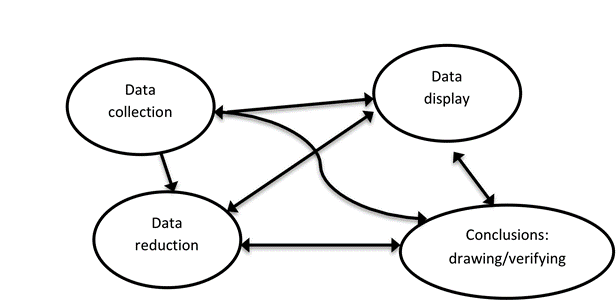 Data
collection
Data
display
Data
reduction
Conclusions:
drawing/verifying